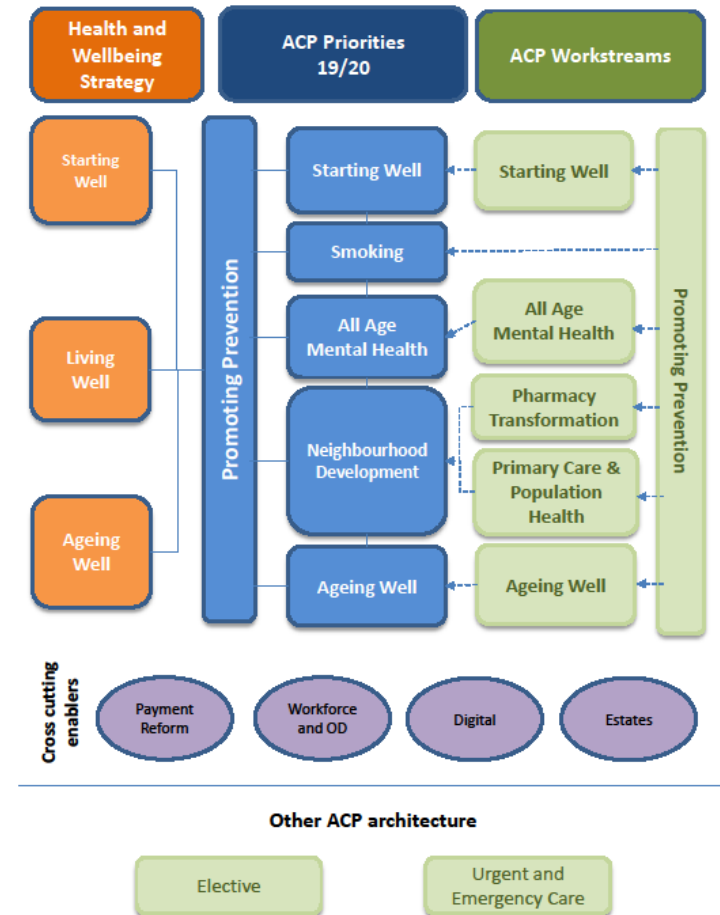 Health and
Wellbeing
Strategy
ACP Priorities
19/20
ACP Workstreams
Starting
Well
Living
Well
Ageing
Well
Promoting Prevention
Starting Well
Smoking
All Age
Mental Health
Neighbourhood
Development
Ageing Well
Starting Well
All Age
Mental Health
Pharmacy
Transformation
Primary Care &
Population
Health
Ageing Well
Promoting Prevention
Cross cutting
enablers
Payment
Reform
Workforce
and OD
Digital
Estates
Other ACP architecture
Elective
Urgent and
Emergency Care